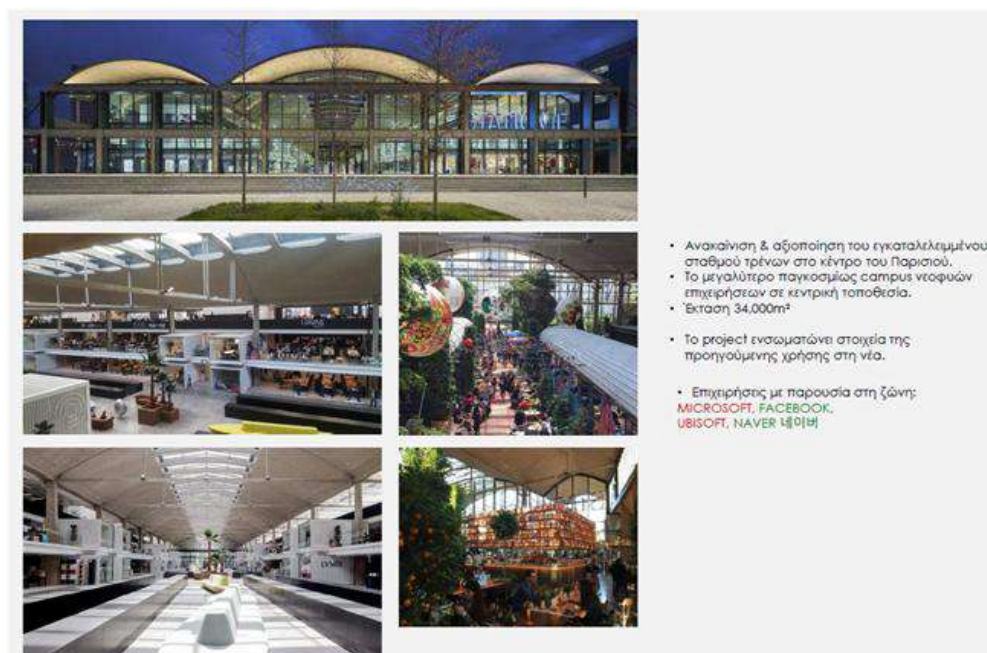 • Ανακαίνιση & αξιοποίηση του εγκαταλελειμμένου
σταθμού τρένων στο κέντρο του Παρισιού.
• Το μεγαλύτερο παγκοσμίως campus νεοφυών
επιχειρήσεων σε κεντρική τοποθεσία.
• Έκταση 34.000m²
• Το project ενσωματώνει στοιχεία της
προηγούμενης χρήσης στη νέα.
• Επιχειρήσεις με παρουσία στη ζώνη:
MICROSOFT, FACEBOOK,
UBISOFT, NAVER 네이버